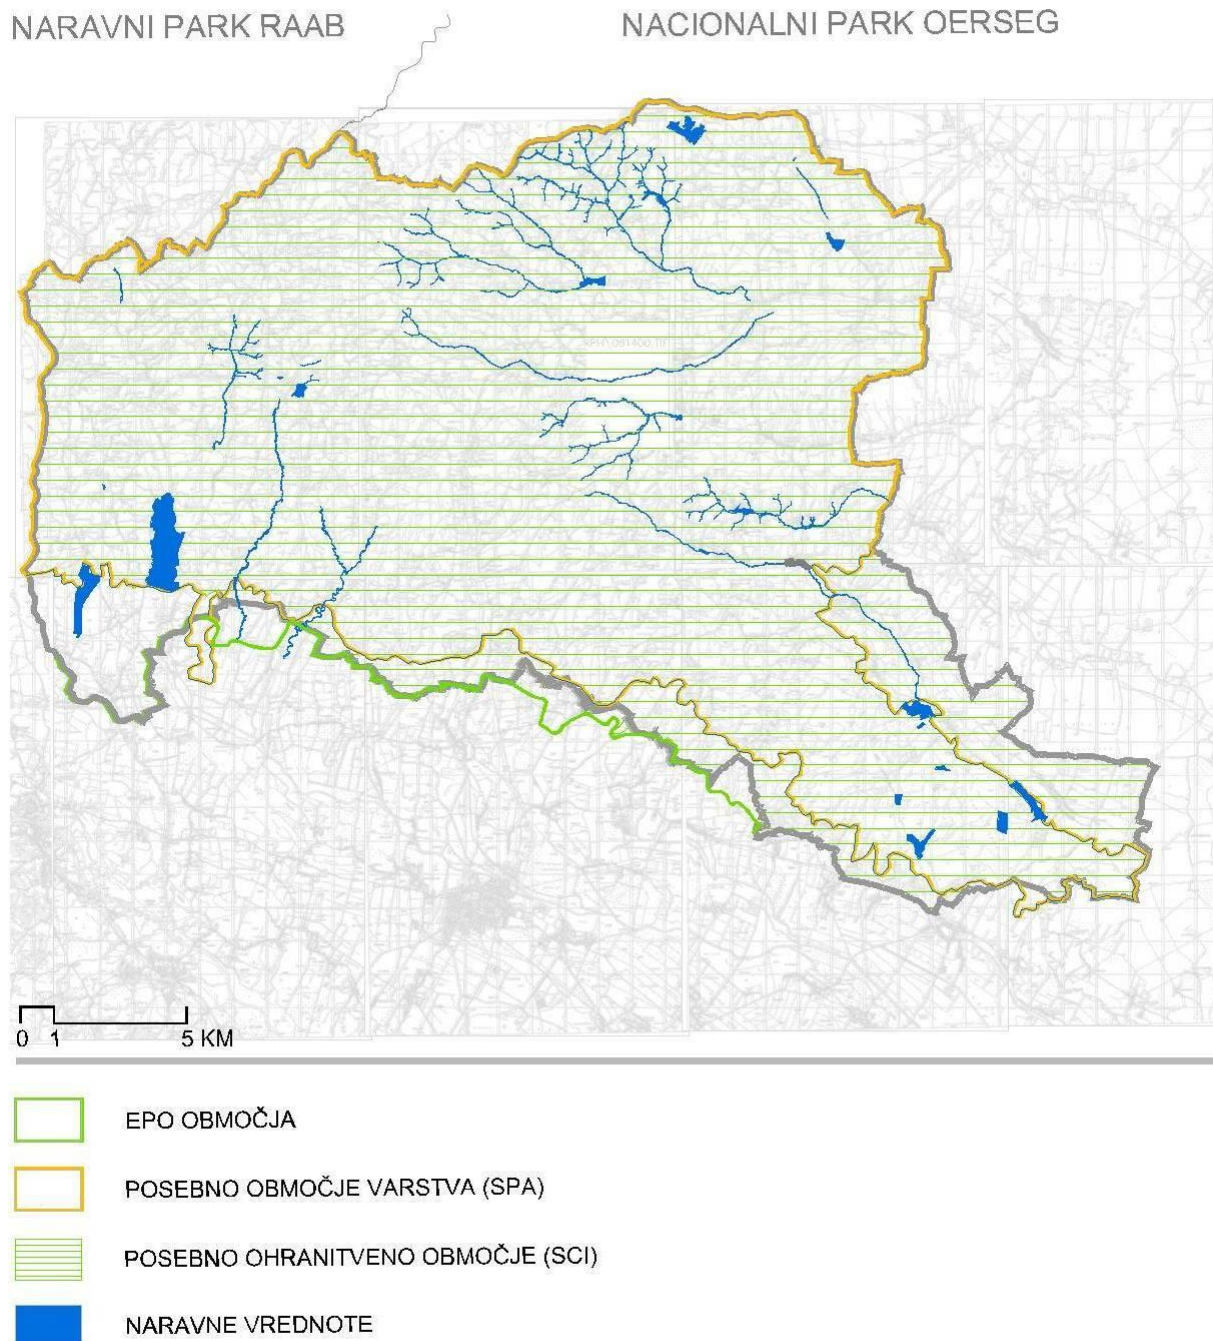 NARAVNI PARK RAAB
NACIONALNI PARK OERSEG
0 1 5 KM
EPO OBMOČJA
POSEBNO OBMOČJE VARSTVA (SPA)
POSEBNO OHRANITVENO OBMOČJE (SCI)
NARAVNE VREDNOTE